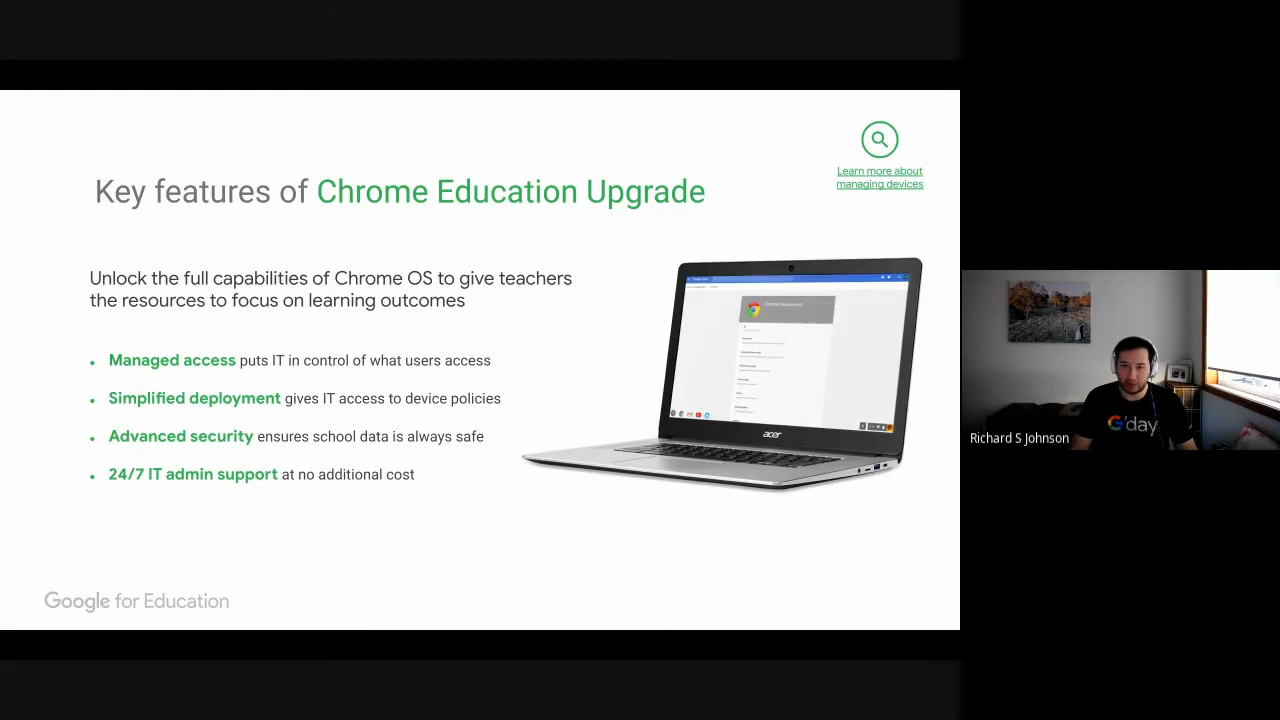 Learn more about
managing devices
Key features of Chrome Education Upgrade
Unlock the full capabilities of Chrome OS to give teachers
the resources to focus on learning outcomes
• Managed access puts IT in control of what users access
• Simplified deployment gives IT access to device policies
• Advanced security ensures school data is always safe
• 24/7 IT admin support at no additional cost
Chrome Management
acer
Google for Education
G'day
Richard S Johnson